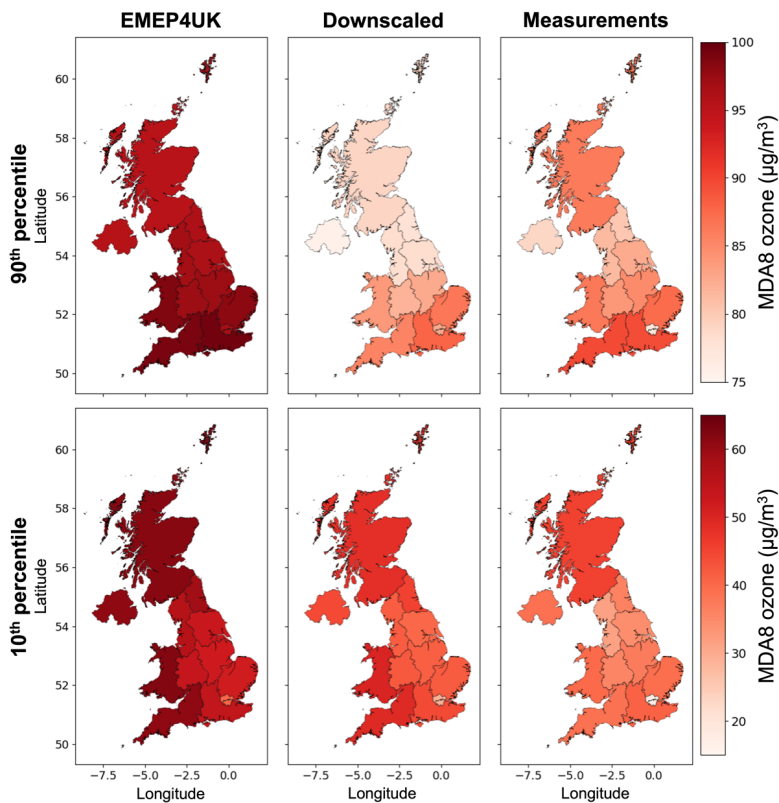 EMEP4UK Downscaled Measurements
90th percentile
Latitude
60
58
56
54
52
50
100
95
90
85
80
75
MDA8 ozone (µg/m³)
10th percentile
Latitude
60
58
56
54
52
50
60
50
40
30
20
MDA8 ozone (µg/m³)
−7.5 −5.0 −2.5 0.0 −7.5 −5.0 −2.5 0.0 −7.5 −5.0 −2.5 0.0
Longitude Longitude Longitude